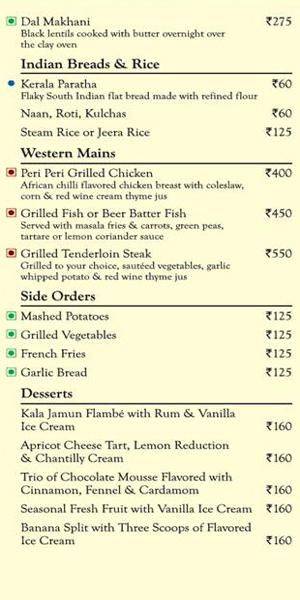 Dal Makhani ₹275
Black lentils cooked with butter overnight over
the clay oven
Indian Breads & Rice
Kerala Paratha ₹60
Flaky South Indian flat bread made with refined flour
Naan, Roti, Kulchas ₹60
Steam Rice or Jeera Rice ₹125
Western Mains
Peri Peri Grilled Chicken ₹400
African chilli flavored chicken breast with coleslaw,
corn & red wine cream thyme jus
Grilled Fish or Beer Batter Fish ₹450
Served with masala fries & carrots, green peas,
tartare or lemon coriander sauce
Grilled Tenderloin Steak ₹550
Grilled to your choice, sautéed vegetables, garlic
whipped potato & red wine thyme jus
Side Orders
Mashed Potatoes ₹125
Grilled Vegetables ₹125
French Fries ₹125
Garlic Bread ₹125
Desserts
Kala Jamun Flambé with Rum & Vanilla
Ice Cream ₹160
Apricot Cheese Tart, Lemon Reduction
& Chantilly Cream ₹160
Trio of Chocolate Mousse Flavored with
Cinnamon, Fennel & Cardamom ₹160
Seasonal Fresh Fruit with Vanilla Ice Cream ₹160
Banana Split with Three Scoops of Flavored
Ice Cream ₹160